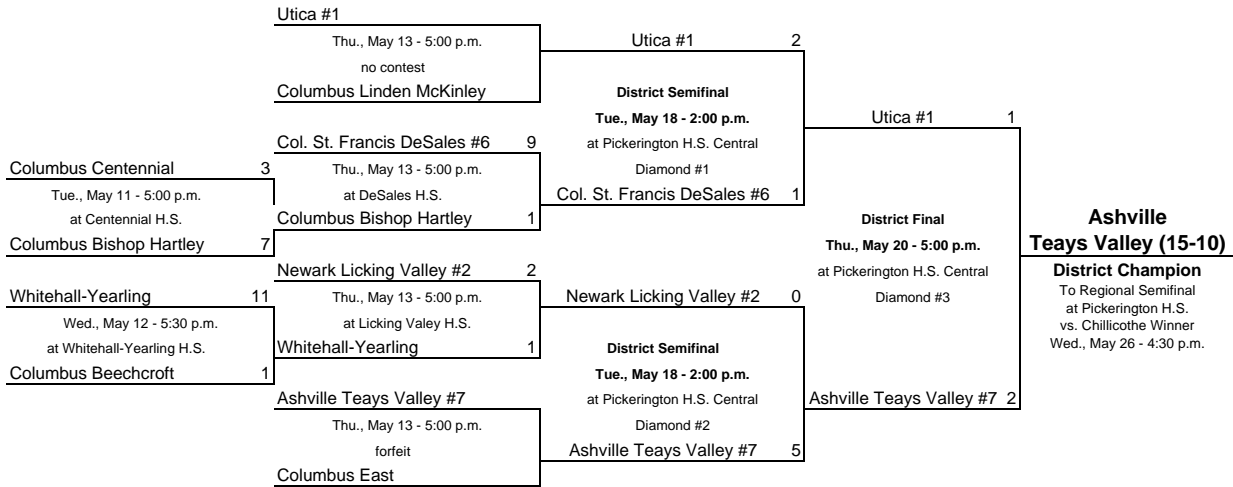 Utica #1
Thu., May 13 - 5:00 p.m.
no contest
Columbus Linden McKinley
Col. St. Francis DeSales #6 9
Columbus Centennial 3
Thu., May 13 - 5:00 p.m.
Tue., May 11 - 5:00 p.m.
at DeSales H.S.
at Centennial H.S.
Columbus Bishop Hartley 1
Columbus Bishop Hartley 7
Newark Licking Valley #2 2
Whitehall-Yearling 11
Thu., May 13 - 5:00 p.m.
Wed., May 12 - 5:30 p.m.
at Licking Valey H.S.
at Whitehall-Yearling H.S.
Whitehall-Yearling 1
Columbus Beechcroft 1
Ashville Teays Valley #7
Thu., May 13 - 5:00 p.m.
forfeit
Columbus East
Utica #1 2
District Semifinal
Tue., May 18 - 2:00 p.m.
at Pickerington H.S. Central
Diamond #1
Col. St. Francis DeSales #6 1
Newark Licking Valley #2 0
District Semifinal
Tue., May 18 - 2:00 p.m.
at Pickerington H.S. Central
Diamond #2
Ashville Teays Valley #7 5
Utica #1 1
District Final
Thu., May 20 - 5:00 p.m.
at Pickerington H.S. Central
Diamond #3
Ashville Teays Valley #7 2
Ashville
Teays Valley (15-10)
District Champion
To Regional Semifinal
at Pickerington H.S.
vs. Chillicothe Winner
Wed., May 26 - 4:30 p.m.